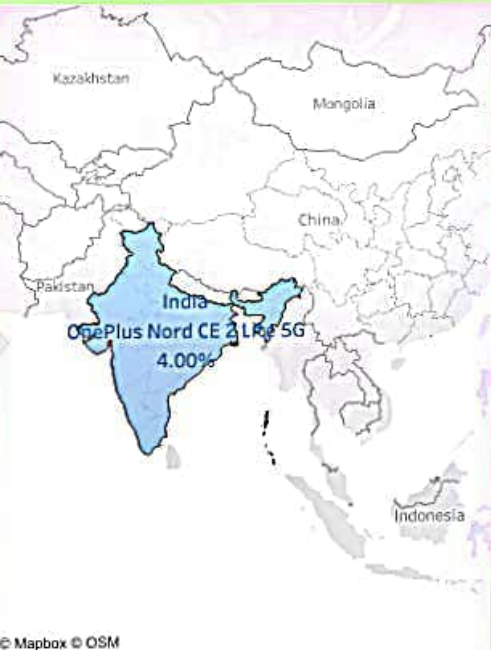 Kazakhstan
Mongolia
China
Pakistan
India
OnePlus Nord CE 2 Lite 5G
4.00%
Indonesia
© Mapbox © OSM